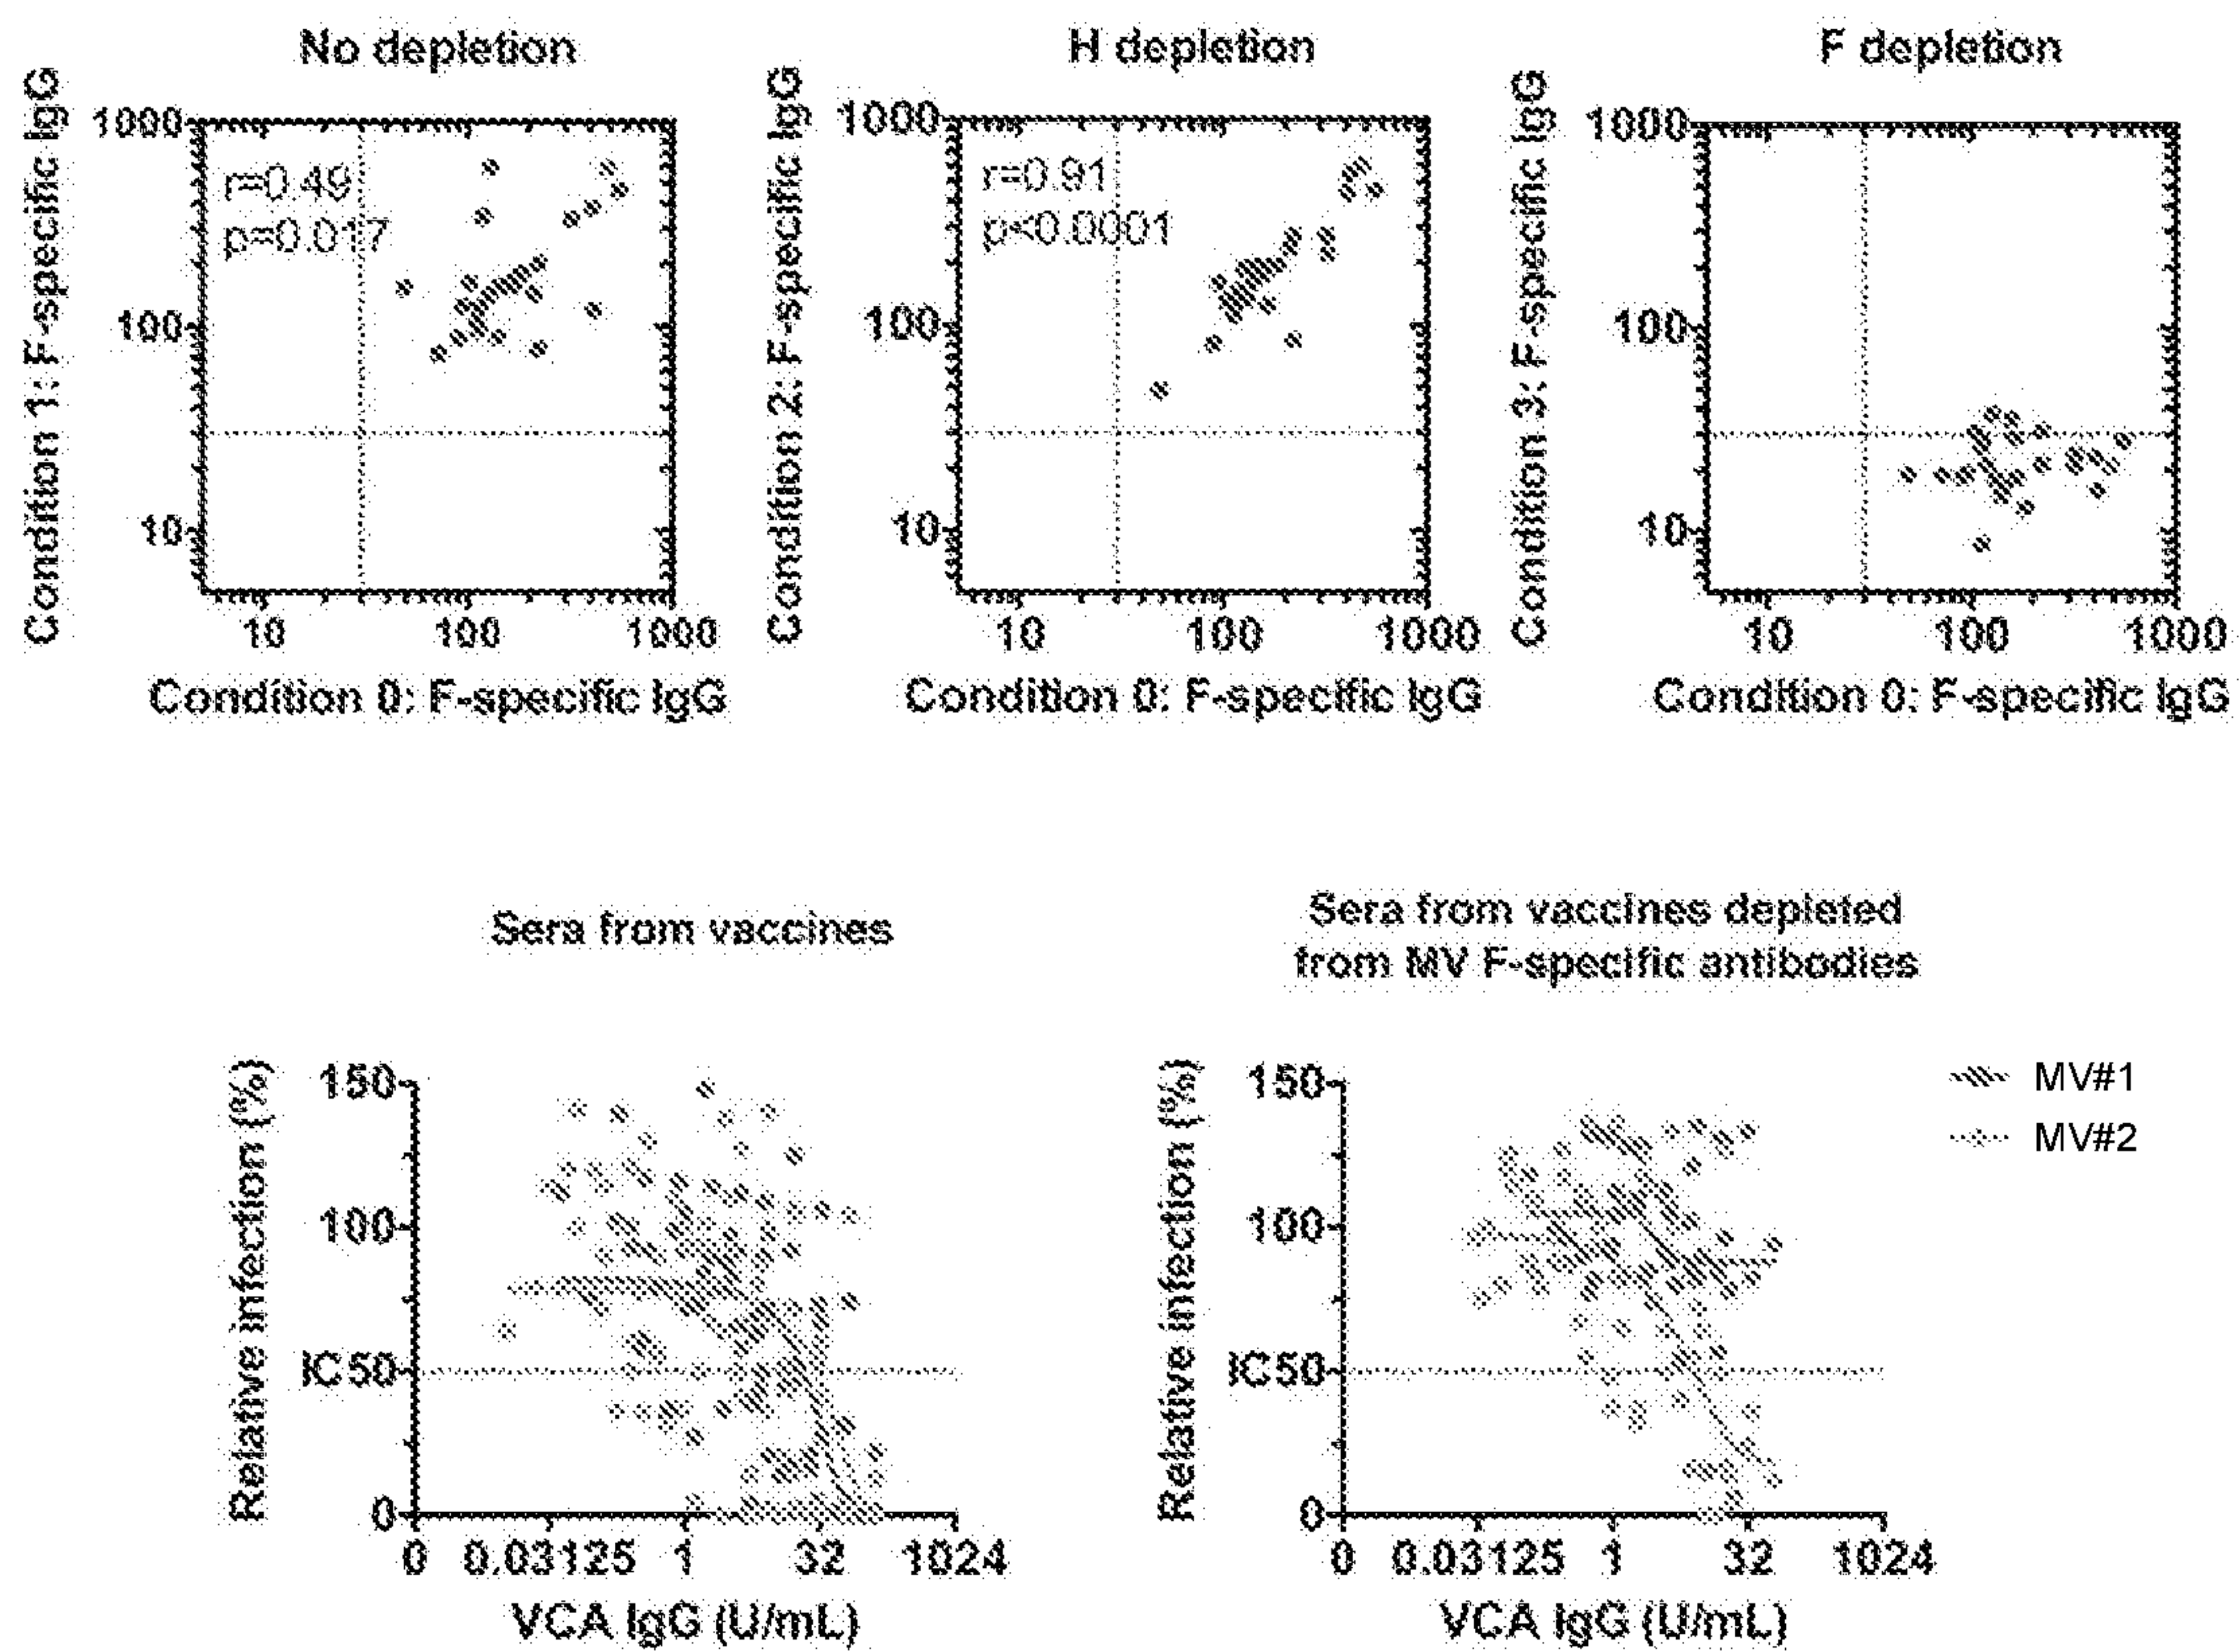 No depletion
Condition 1: F-specific IgG
1000
100
10
r=0.49
p=0.017
10 100 1000
Condition 0: F-specific IgG
H depletion
Condition 2: F-specific IgG
1000
100
10
r=0.91
p<0.0001
10 100 1000
Condition 0: F-specific IgG
F depletion
Condition 3: F-specific IgG
1000
100
10
10 100 1000
Condition 0: F-specific IgG
Sera from vaccines
Relative infection (%)
150
100
IC50
0
0 0.03125 1 32 1024
VCA IgG (U/mL)
Sera from vaccines depleted
from MV F-specific antibodies
Relative infection (%)
150
100
IC50
0
0 0.03125 1 32 1024
VCA IgG (U/mL)
MV#1
MV#2